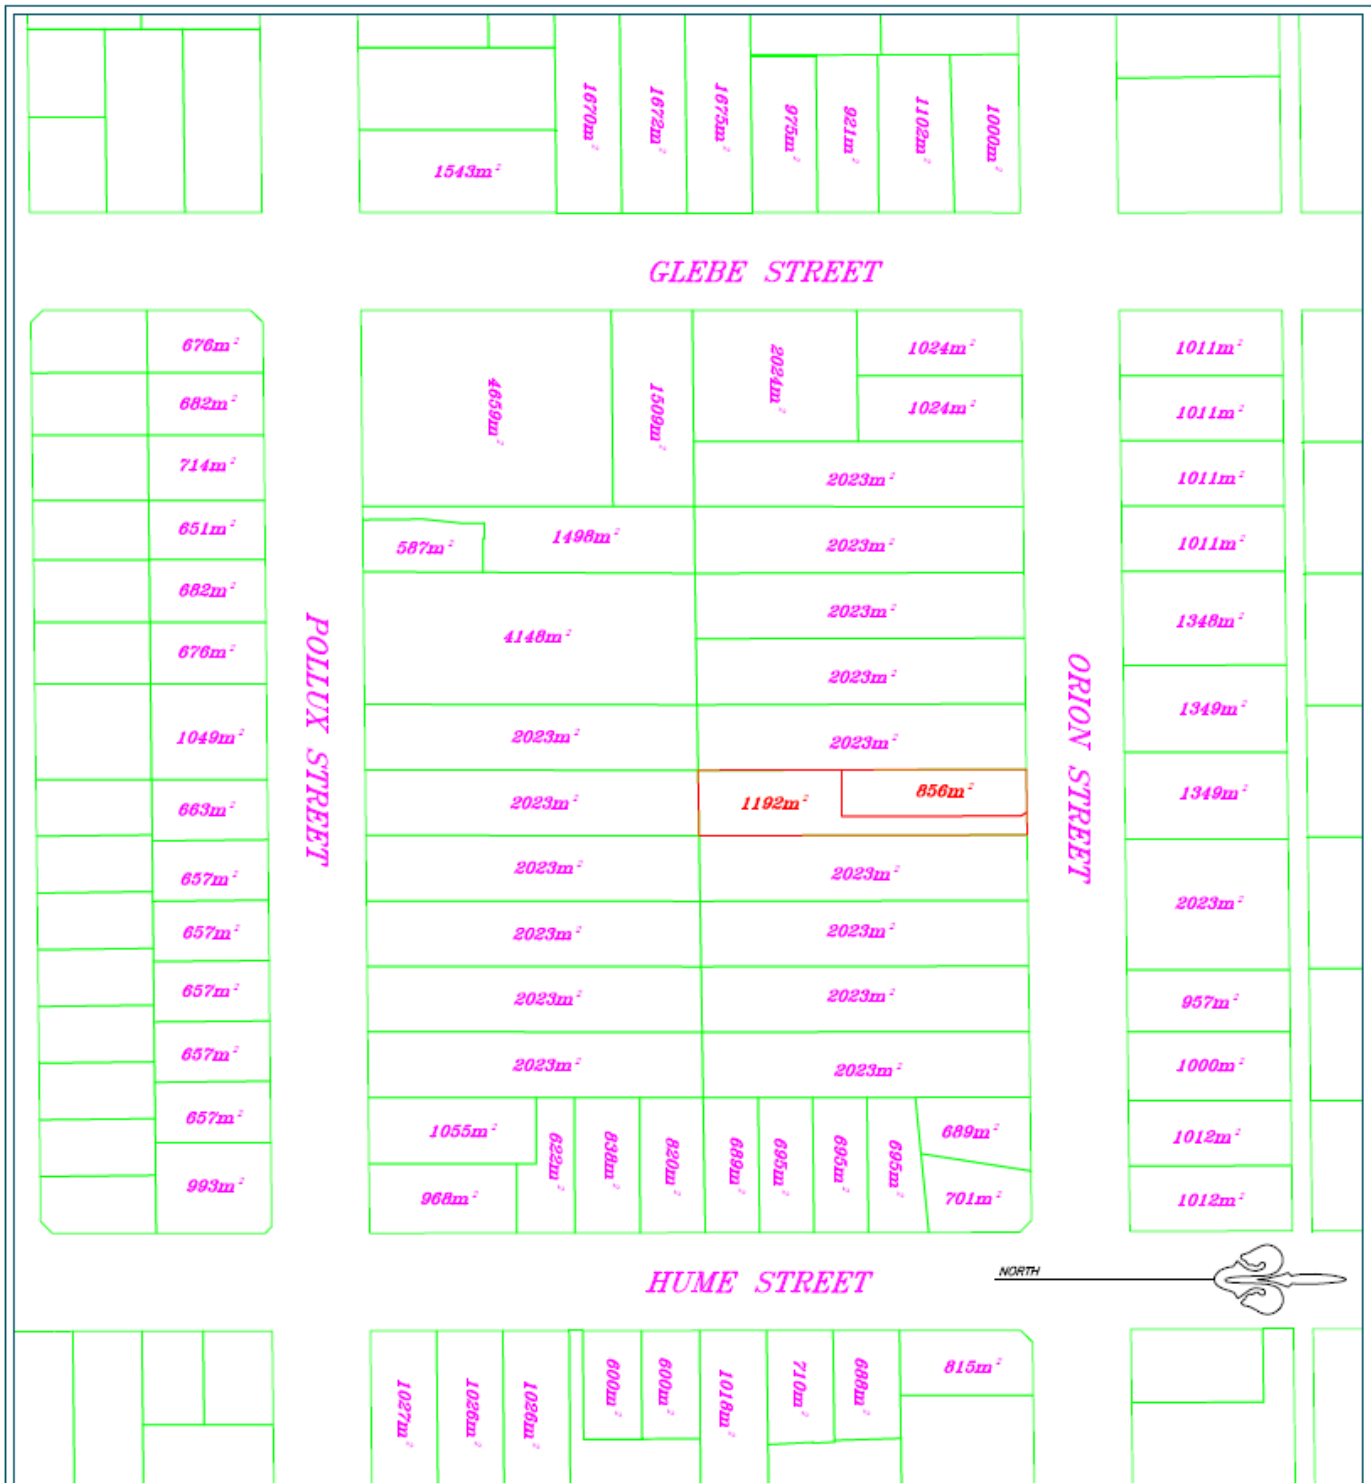 1670m²
1672m²
1675m²
975m²
921m²
1102m²
1000m²
1543m²
GLEBE STREET
676m²
682m²
714m²
651m²
682m²
676m²
1049m²
663m²
657m²
657m²
657m²
657m²
657m²
993m²
POLLUX STREET
4659m²
1509m²
2024m²
1024m²
1024m²
2023m²
587m²
1498m²
2023m²
4148m²
2023m²
2023m²
2023m²
2023m²
2023m²
1192m²
856m²
2023m²
2023m²
2023m²
2023m²
2023m²
2023m²
2023m²
2023m²
1055m²
968m²
622m²
838m²
820m²
689m²
695m²
695m²
695m²
689m²
701m²
ORION STREET
1011m²
1011m²
1011m²
1011m²
1348m²
1349m²
1349m²
2023m²
957m²
1000m²
1012m²
1012m²
HUME STREET
NORTH
1027m²
1026m²
1026m²
600m²
600m²
1018m²
710m²
688m²
815m²